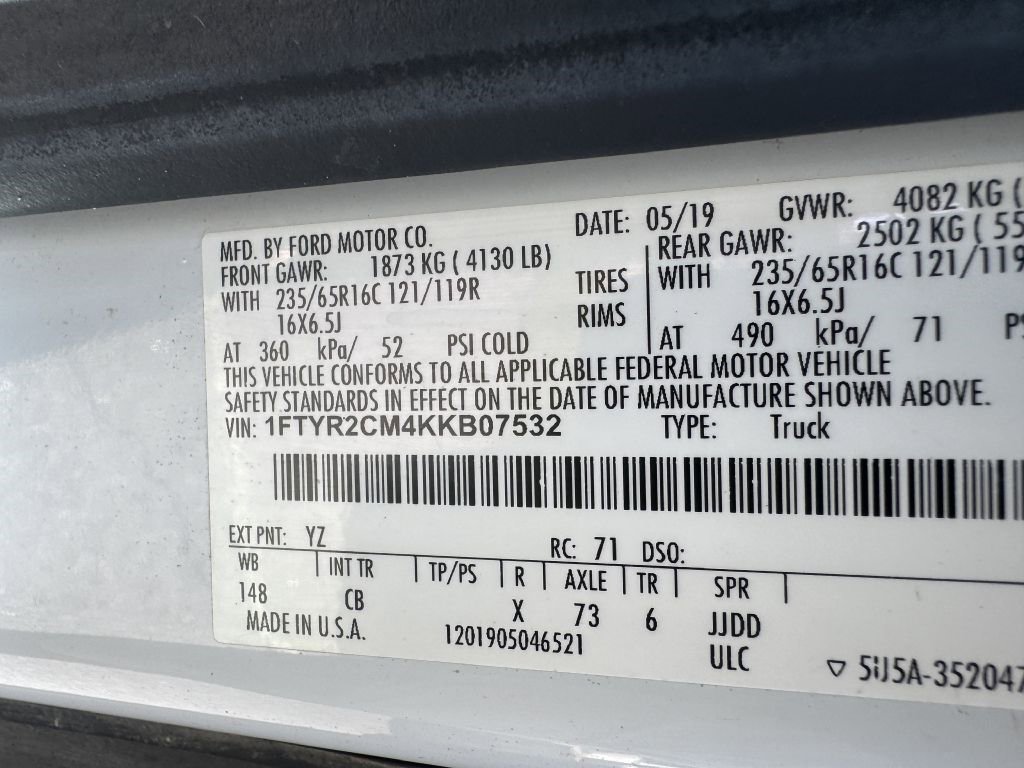 MFD. BY FORD MOTOR CO. DATE: 05/19 GVWR: 4082 KG (
FRONT GAWR: 1873 KG ( 4130 LB) REAR GAWR: 2502 KG ( 55
WITH 235/65R16C 121/119R TIRES WITH 235/65R16C 121/119
16X6.5J RIMS 16X6.5J
AT 360 kPa/ 52 PSI COLD AT 490 kPa/ 71 PS
THIS VEHICLE CONFORMS TO ALL APPLICABLE FEDERAL MOTOR VEHICLE
SAFETY STANDARDS IN EFFECT ON THE DATE OF MANUFACTURE SHOWN ABOVE.
VIN: 1FTYR2CM4KKB07532 TYPE: Truck
EXT PNT: YZ RC: 71 DSO:
WB INT TR TP/PS R AXLE TR SPR
148 CB X 73 6 JJDD
MADE IN U.S.A. 1201905046521 ULC